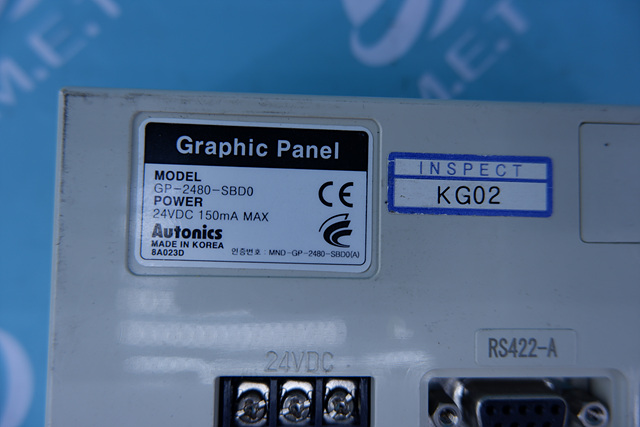 Graphic Panel
MODEL
GP-2480-SBD0
POWER
24VDC 150mA MAX
Autonics
MADE IN KOREA
8A023D
인증번호 : MND-GP-2480-SBD0(A)
CE
INSPECT
KG02
24VDC
RS422-A
M.E.T